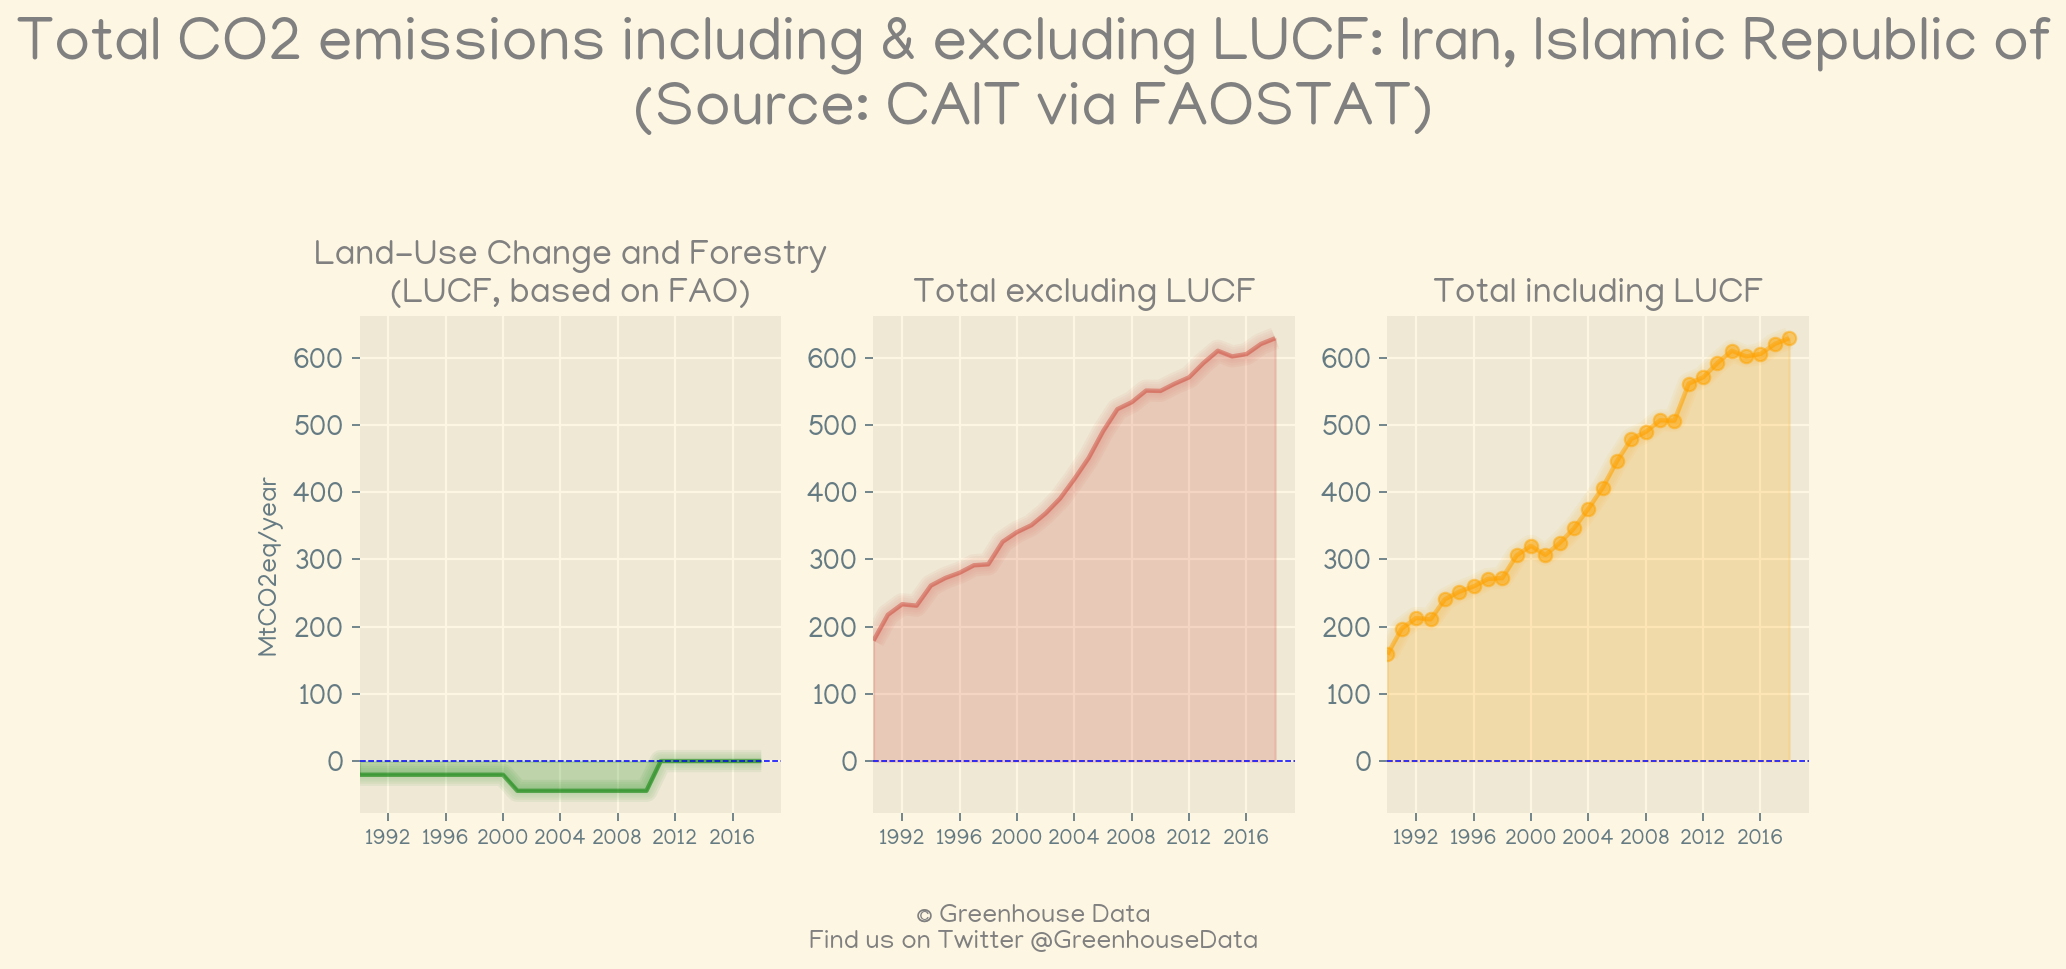 Total CO2 emissions including & excluding LUCF: Iran, Islamic Republic of
(Source: CAIT via FAOSTAT)
Land-Use Change and Forestry
(LUCF, based on FAO)
MtCO2eq/year
600
500
400
300
200
100
0
1992 1996 2000 2004 2008 2012 2016
Total excluding LUCF
600
500
400
300
200
100
0
1992 1996 2000 2004 2008 2012 2016
Total including LUCF
600
500
400
300
200
100
0
1992 1996 2000 2004 2008 2012 2016
© Greenhouse Data
Find us on Twitter @GreenhouseData